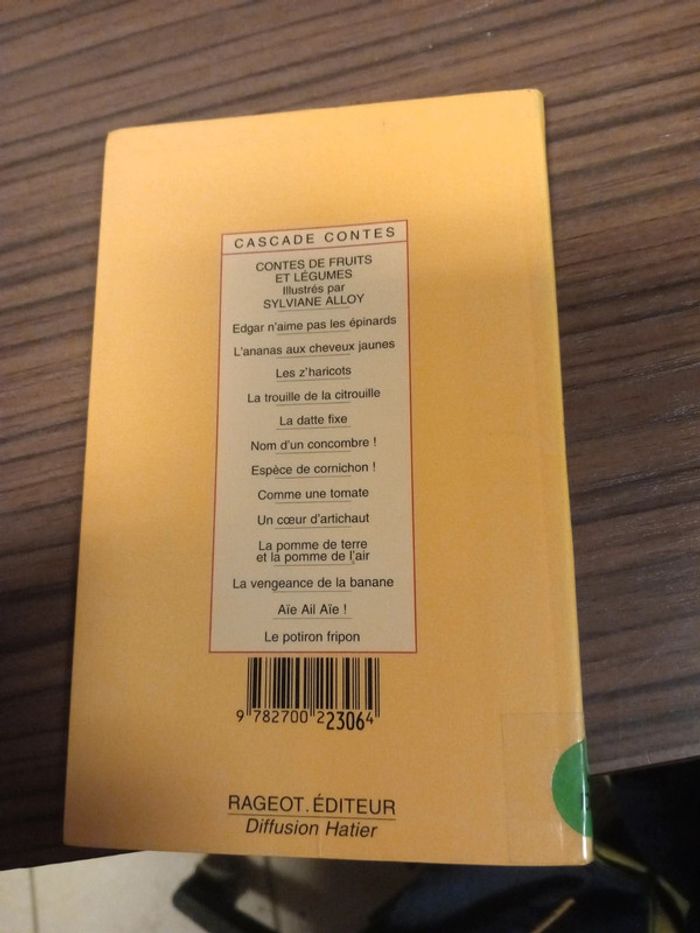 CASCADE CONTES
CONTES DE FRUITS
ET LÉGUMES
Illustrés par
SYLVIANE ALLOY
Edgar n'aime pas les épinards
L'ananas aux cheveux jaunes
Les z'haricots
La trouille de la citrouille
La datte fixe
Nom d'un concombre !
Espèce de cornichon !
Comme une tomate
Un cœur d'artichaut
La pomme de terre
et la pomme de l'air
La vengeance de la banane
Aïe Ail Aïe !
Le potiron fripon
9 782700 223064
RAGEOT.ÉDITEUR
Diffusion Hatier